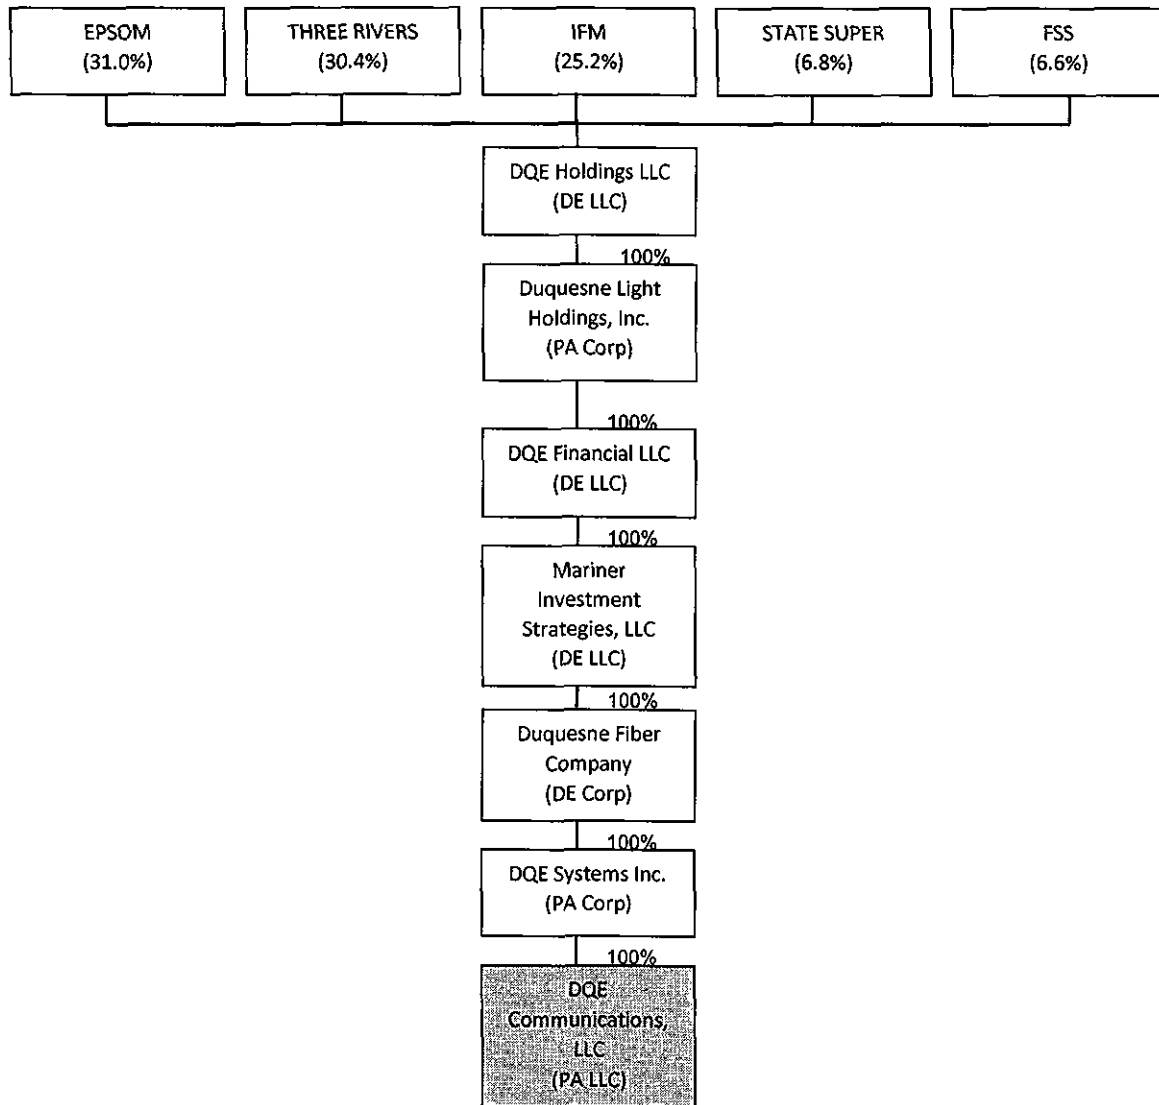 EPSOM
(31.0%)
THREE RIVERS
(30.4%)
IFM
(25.2%)
STATE SUPER
(6.8%)
FSS
(6.6%)
DQE Holdings LLC
(DE LLC)
100%
Duquesne Light
Holdings, Inc.
(PA Corp)
100%
DQE Financial LLC
(DE LLC)
100%
Mariner
Investment
Strategies, LLC
(DE LLC)
100%
Duquesne Fiber
Company
(DE Corp)
100%
DQE Systems Inc.
(PA Corp)
100%
DQE
Communications,
LLC
(PA LLC)